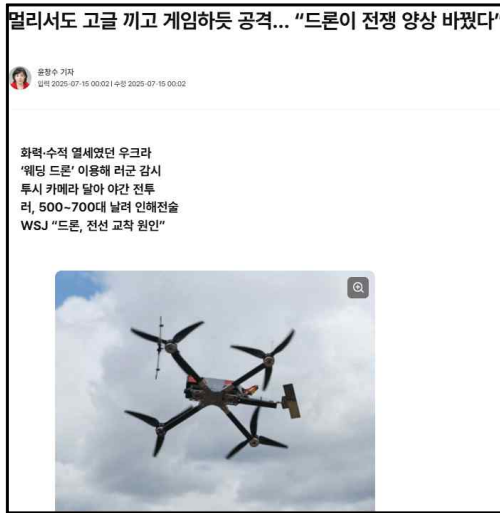 멀리서도 고글 끼고 게임하듯 공격... “드론이 전쟁 양상 바꿨다”
윤창수 기자
입력 2025-07-15 00:02 | 수정 2025-07-15 00:02
화력·수적 열세였던 우크라
‘웨딩 드론’ 이용해 러군 감시
투시 카메라 달아 야간 전투
러, 500~700대 날려 인해전술
WSJ “드론, 전선 교착 원인”